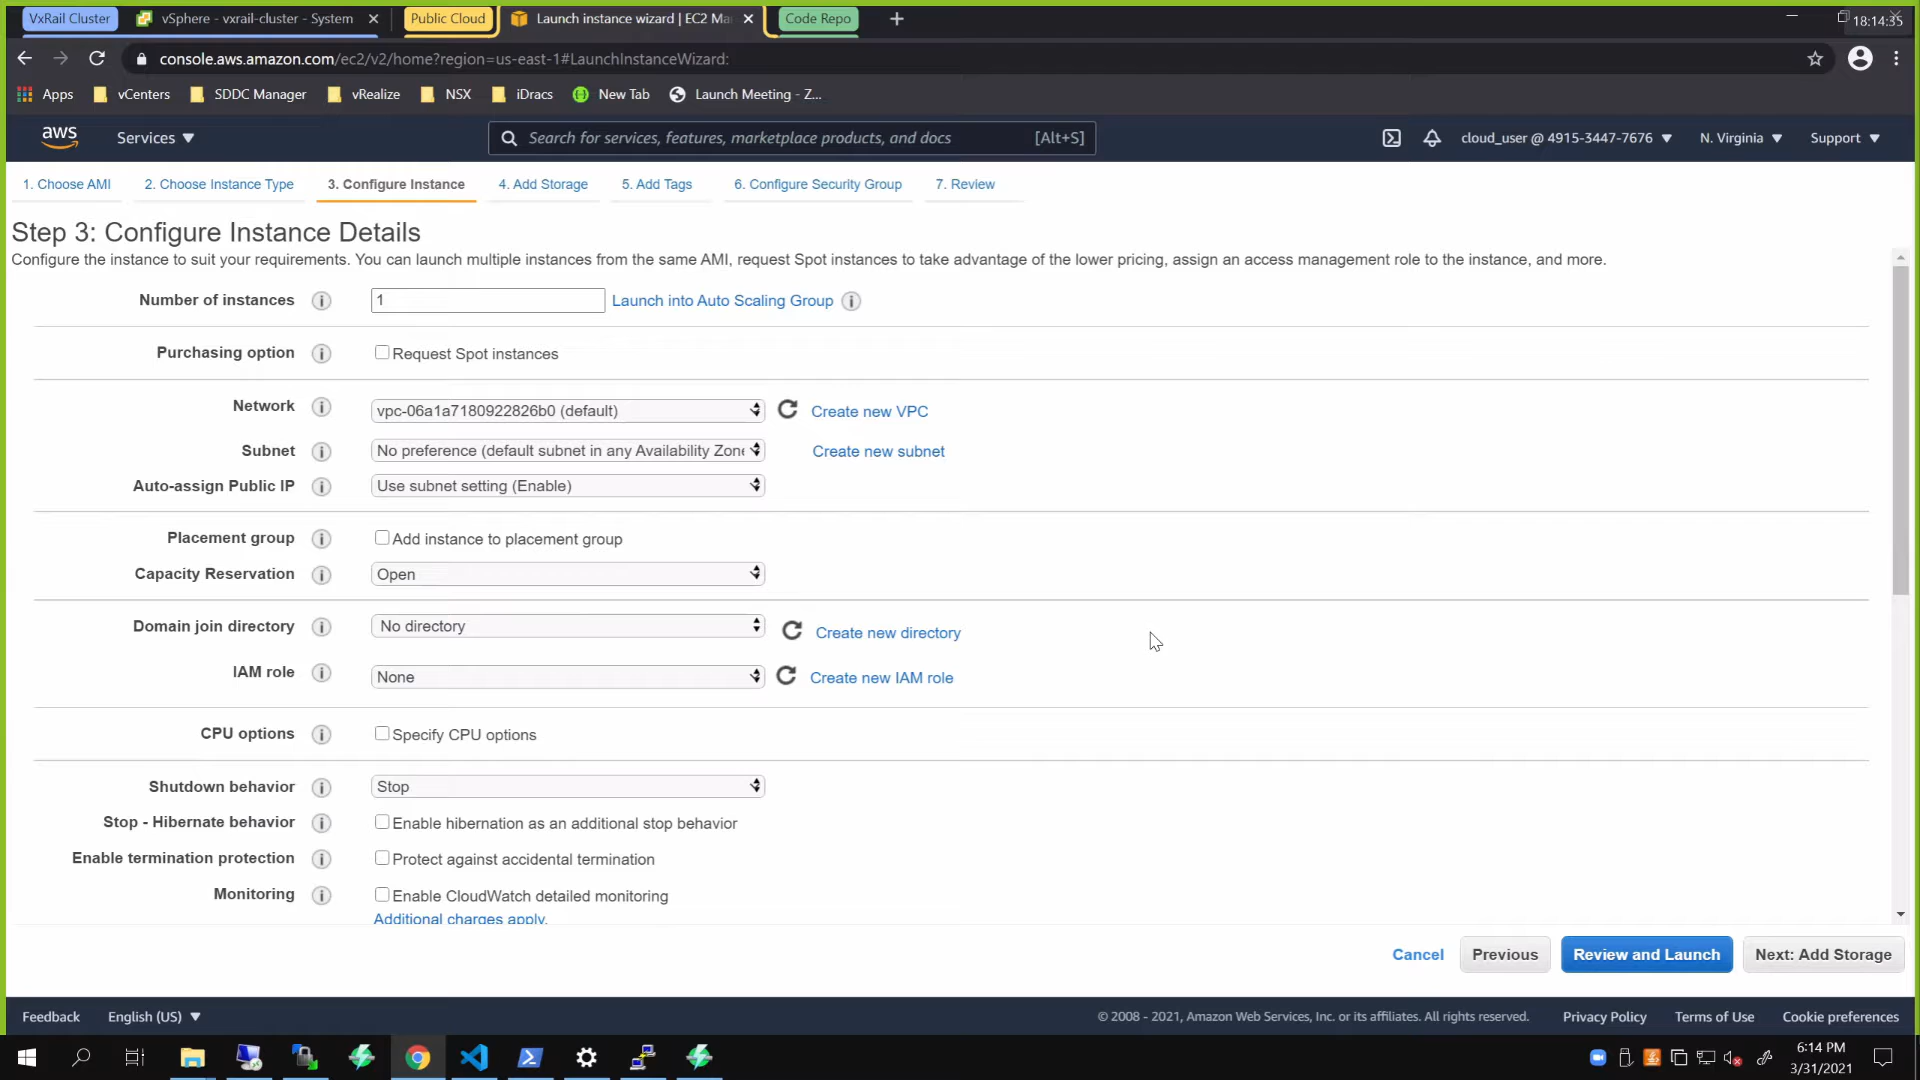 VxRail Cluster
vSphere - vxrail-cluster - System
Public Cloud
Launch instance wizard | EC2 Ma
Code Repo
18:14:35
console.aws.amazon.com/ec2/v2/home?region=us-east-1#LaunchInstanceWizard:
Apps
vCenters
SDDC Manager
vRealize
NSX
iDracs
New Tab
Launch Meeting - Z...
aws
Services
Search for services, features, marketplace products, and docs
[Alt+S]
cloud_user @ 4915-3447-7676
N. Virginia
Support
1. Choose AMI
2. Choose Instance Type
3. Configure Instance
4. Add Storage
5. Add Tags
6. Configure Security Group
7. Review
Step 3: Configure Instance Details
Configure the instance to suit your requirements. You can launch multiple instances from the same AMI, request Spot instances to take advantage of the lower pricing, assign an access management role to the instance, and more.
Number of instances
1
Launch into Auto Scaling Group
Purchasing option
Request Spot instances
Network
vpc-06a1a7180922826b0 (default)
Create new VPC
Subnet
No preference (default subnet in any Availability Zone
Create new subnet
Auto-assign Public IP
Use subnet setting (Enable)
Placement group
Add instance to placement group
Capacity Reservation
Open
Domain join directory
No directory
Create new directory
IAM role
None
Create new IAM role
CPU options
Specify CPU options
Shutdown behavior
Stop
Stop - Hibernate behavior
Enable hibernation as an additional stop behavior
Enable termination protection
Protect against accidental termination
Monitoring
Enable CloudWatch detailed monitoring
Additional charges apply.
Cancel
Previous
Review and Launch
Next: Add Storage
Feedback
English (US)
© 2008 - 2021, Amazon Web Services, Inc. or its affiliates. All rights reserved.
Privacy Policy
Terms of Use
Cookie preferences
6:14 PM
3/31/2021